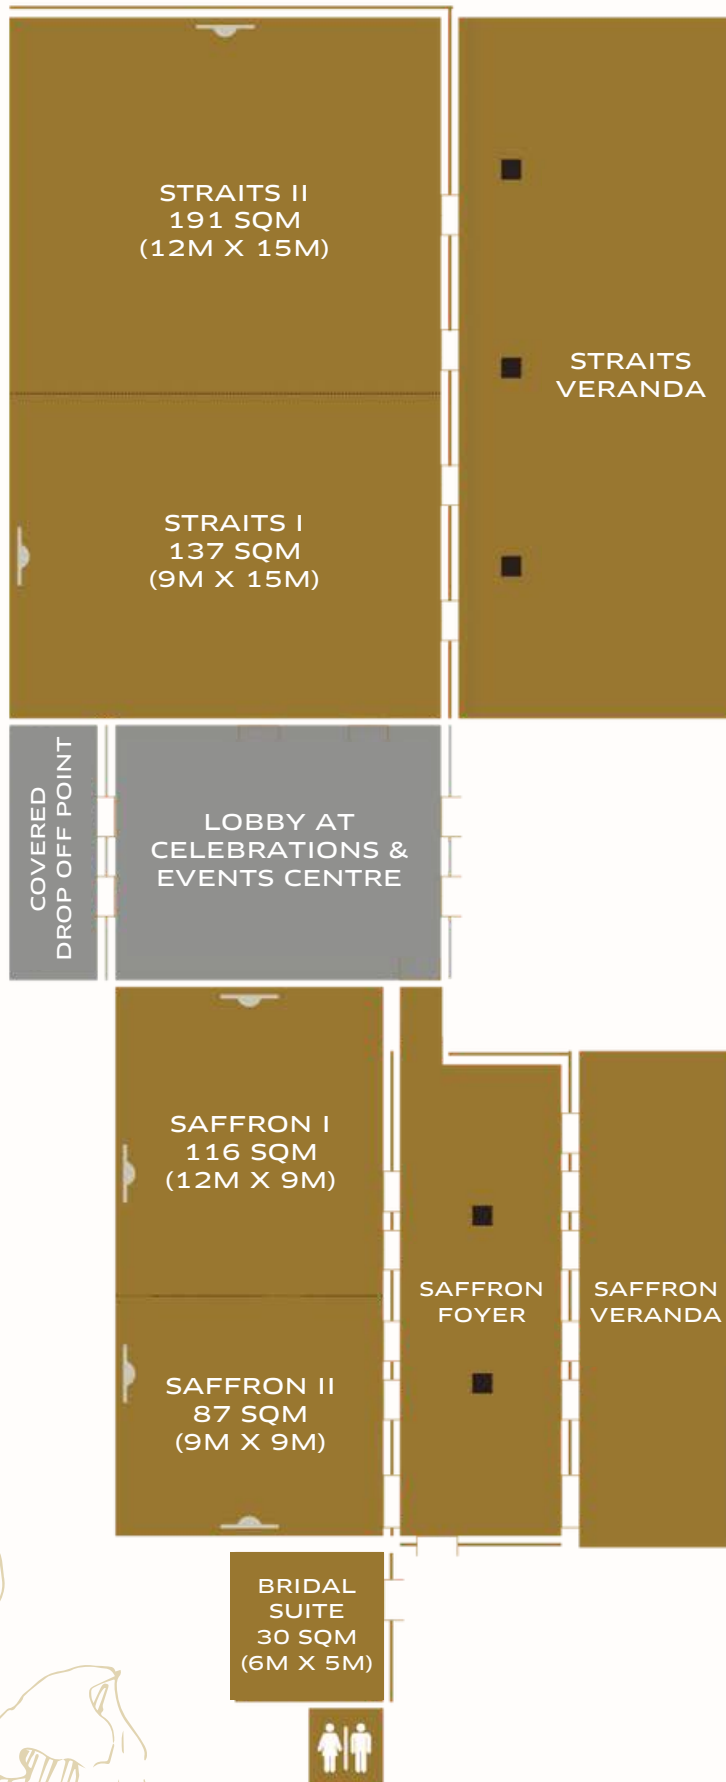 STRAITS II
191 SQM
(12M X 15M)
STRAITS
VERANDA
STRAITS I
137 SQM
(9M X 15M)
COVERED
DROP OFF POINT
LOBBY AT
CELEBRATIONS &
EVENTS CENTRE
SAFFRON I
116 SQM
(12M X 9M)
SAFFRON
FOYER
SAFFRON
VERANDA
SAFFRON II
87 SQM
(9M X 9M)
BRIDAL
SUITE
30 SQM
(6M X 5M)